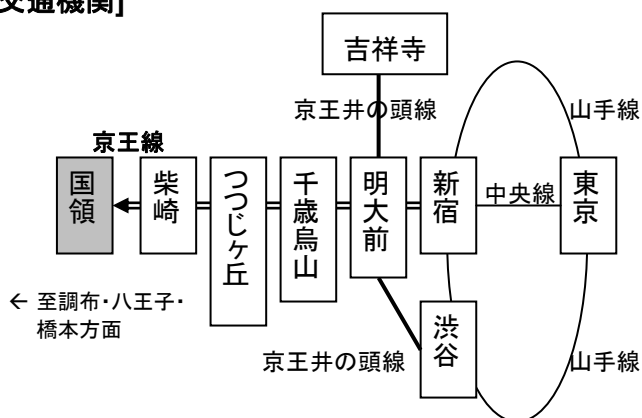 交通機関]
吉祥寺
京王井の頭線
山手線
京王線
国領
柴崎
つつじヶ丘
千歳烏山
明大前
新宿
中央線
東京
← 至調布・八王子・
橋本方面
渋谷
京王井の頭線
山手線